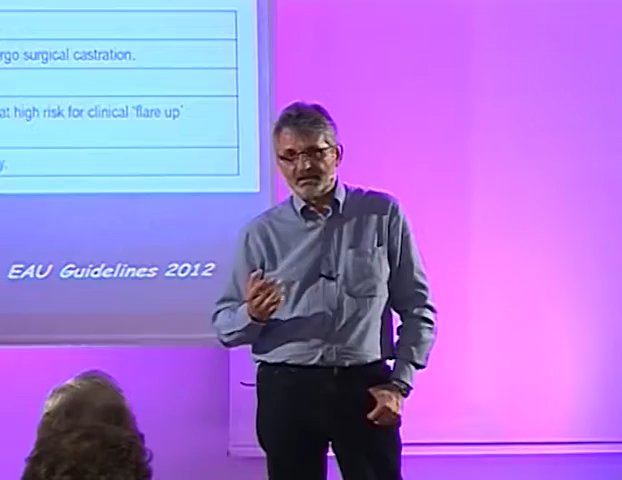 rgo surgical castration.
at high risk for clinical 'flare up'
y.
EAU Guidelines 2012